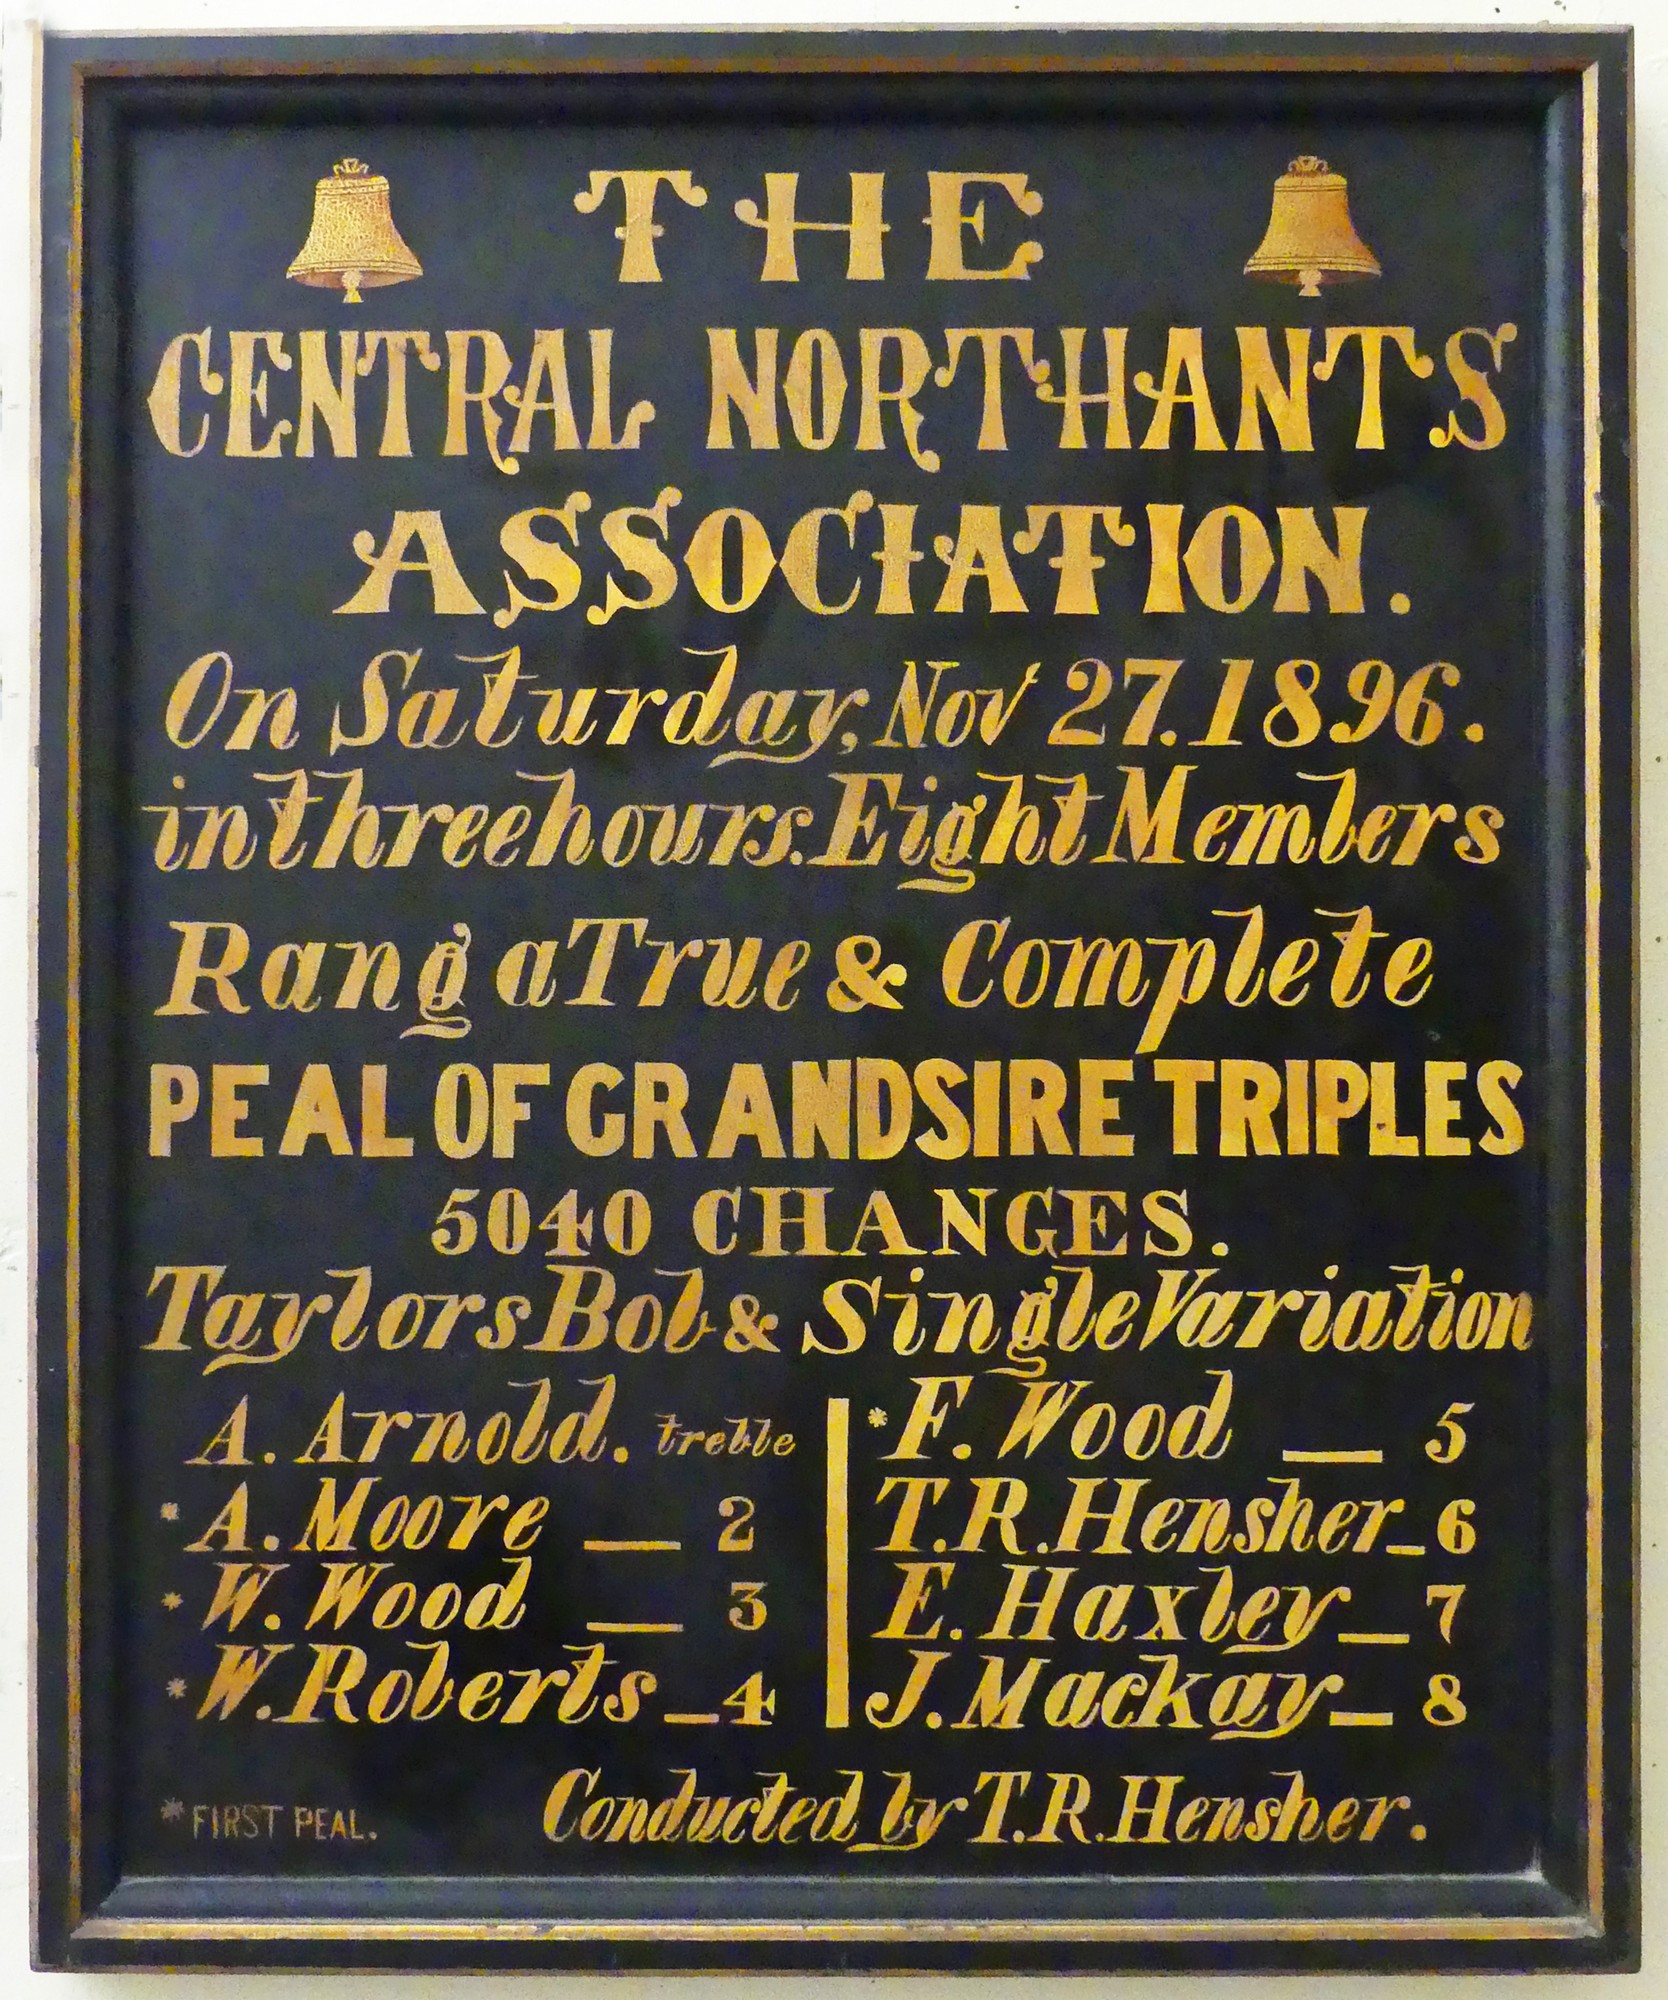 THE
CENTRAL NORTHANTS
ASSOCIATION.
On Saturday, Nov 27. 1896.
in three hours. Eight Members
Rang a True & Complete
PEAL OF GRANDSIRE TRIPLES
5040 CHANGES.
Taylors Bob & Single Variation
A. Arnold. treble
* A. Moore — 2
* W. Wood — 3
* W. Roberts — 4
* F. Wood — 5
T. R. Hensher — 6
E. Haxley — 7
J. Mackay — 8
* FIRST PEAL.
Conducted by T. R. Hensher.